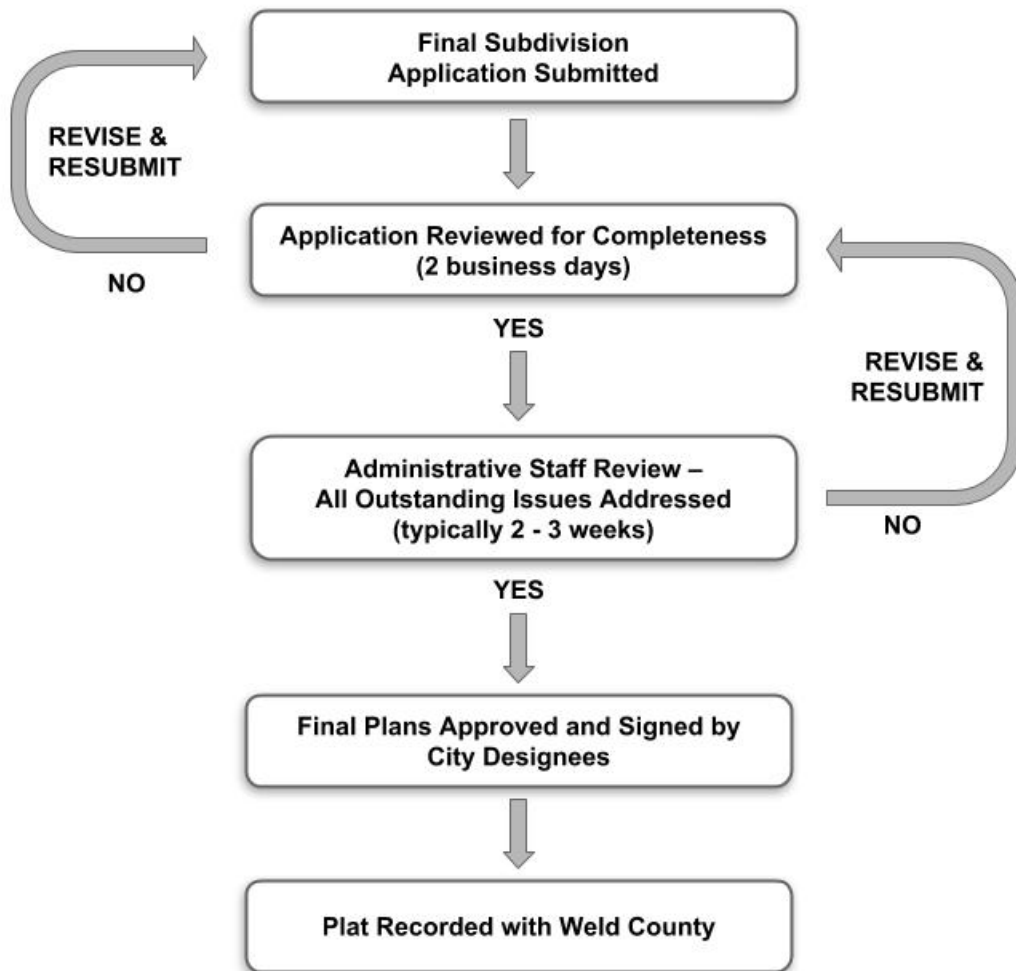 Final Subdivision
Application Submitted
REVISE &
RESUBMIT
Application Reviewed for Completeness
(2 business days)
NO
YES
REVISE &
RESUBMIT
Administrative Staff Review –
All Outstanding Issues Addressed
(typically 2 - 3 weeks)
NO
YES
Final Plans Approved and Signed by
City Designees
Plat Recorded with Weld County